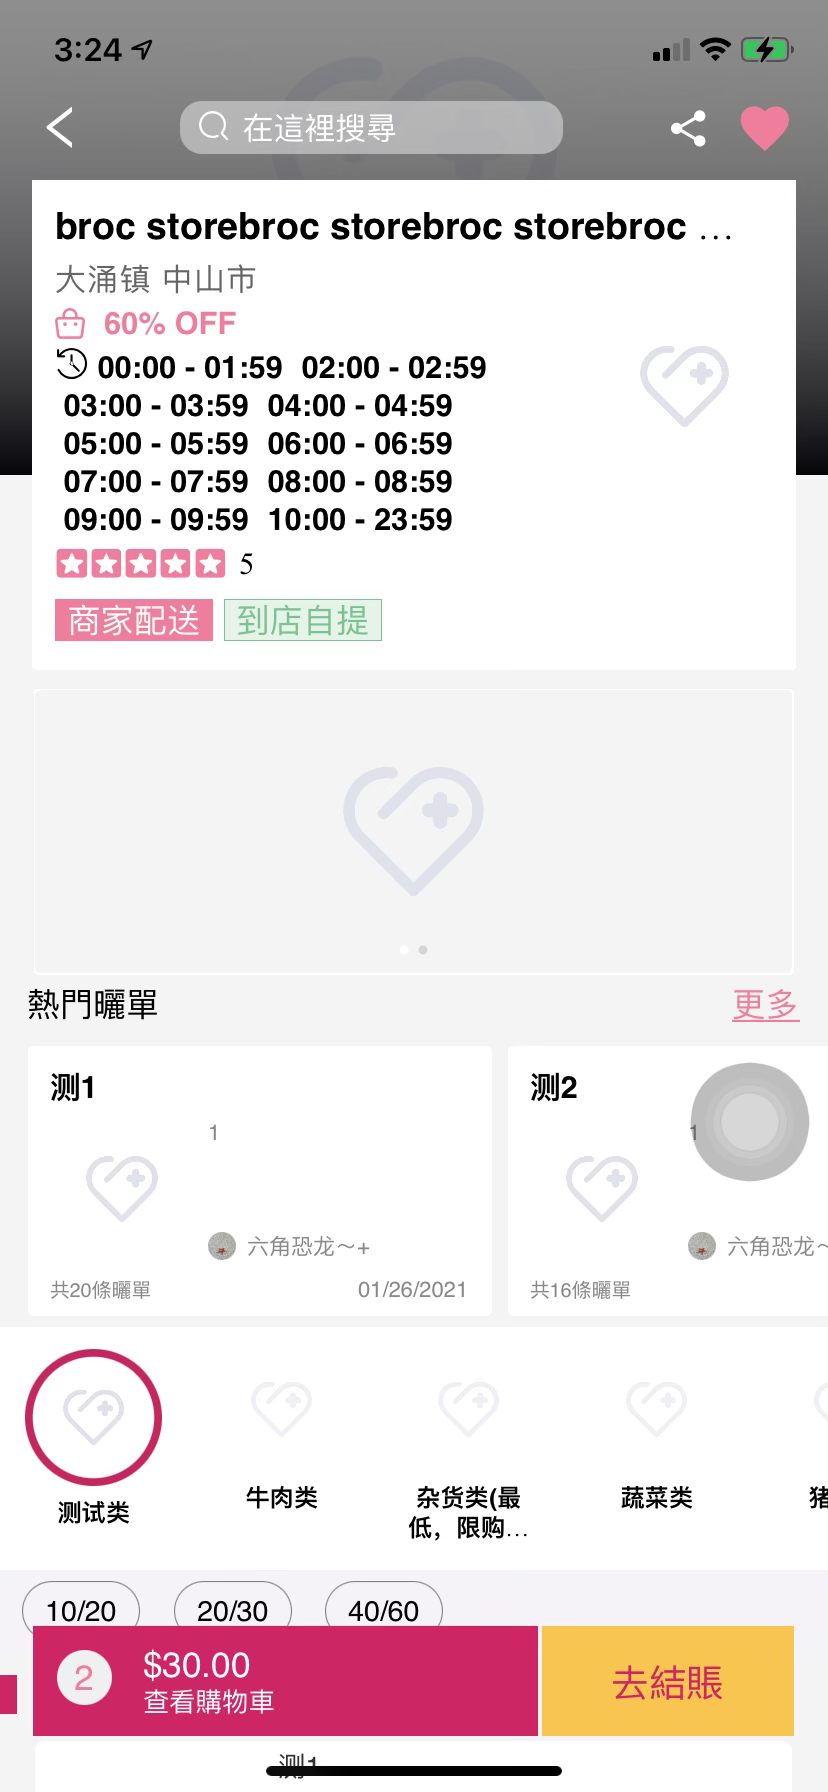 3:24
在這裡搜尋
broc storebroc storebroc storebroc ...
大涌镇 中山市
60% OFF
00:00 - 01:59 02:00 - 02:59
03:00 - 03:59 04:00 - 04:59
05:00 - 05:59 06:00 - 06:59
07:00 - 07:59 08:00 - 08:59
09:00 - 09:59 10:00 - 23:59
5
商家配送 到店自提
熱門曬單 更多
测1
1
六角恐龙～+
共20條曬單 01/26/2021
测2
1
六角恐龙～
共16條曬單
测试类
牛肉类
杂货类(最
低，限购...
蔬菜类
猪
10/20 20/30 40/60
2
$30.00
查看購物車
去結賬
测1